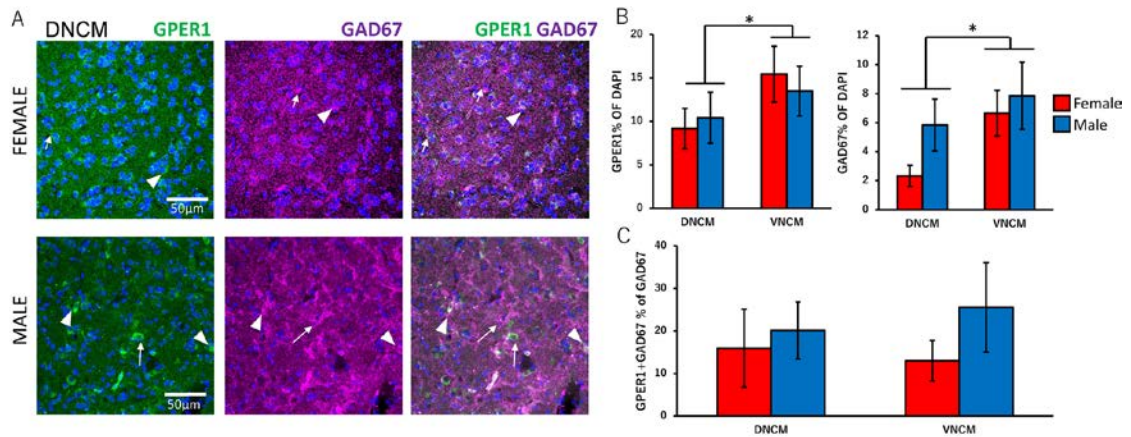 A
DNCM GPER1 GAD67 GPER1 GAD67
FEMALE
50μm
MALE
50μm
B
*
GPER1% OF DAPI
20
15
10
5
0
DNCM VNCM
*
GAD67% OF DAPI
12
10
8
6
4
2
0
DNCM VNCM
Female
Male
C
GPER1+GAD67 % of GAD67
40
30
20
10
0
DNCM VNCM